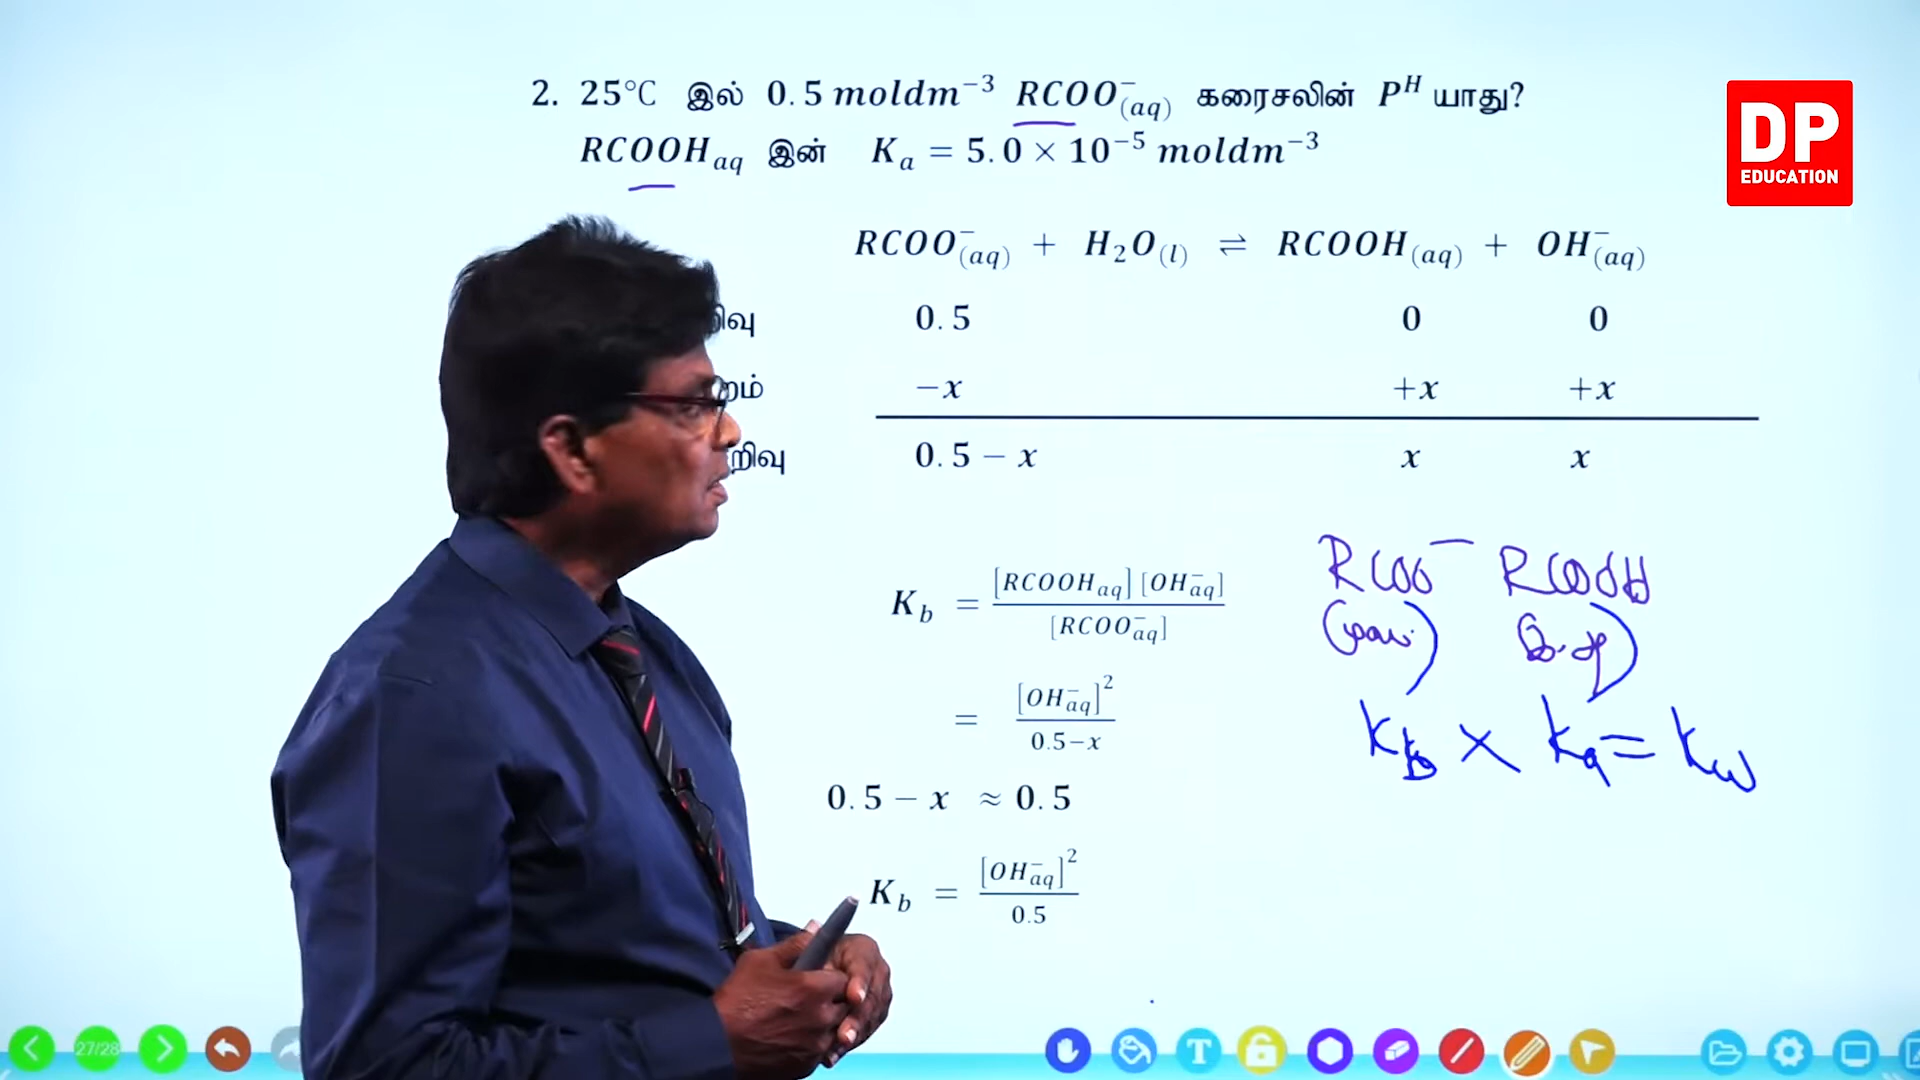 2. 25°C இல் 0.5 moldm⁻³ RCOO⁻(aq) கரைசலின் Pᴴ யாது?
RCOOHaq இன் Ka = 5.0 × 10⁻⁵ moldm⁻³
DP
EDUCATION
RCOO⁻(aq) + H₂O(l) ⇌ RCOOH(aq) + OH⁻(aq)
0.5 0 0
−x +x +x
0.5 − x x x
RCOO⁻ RCOOH
Kb = [RCOOHaq] [OH⁻aq] / [RCOO⁻aq]
= [OH⁻aq]² / 0.5−x
Kb × Ka = Kw
0.5 − x ≈ 0.5
Kb = [OH⁻aq]² / 0.5
27/28